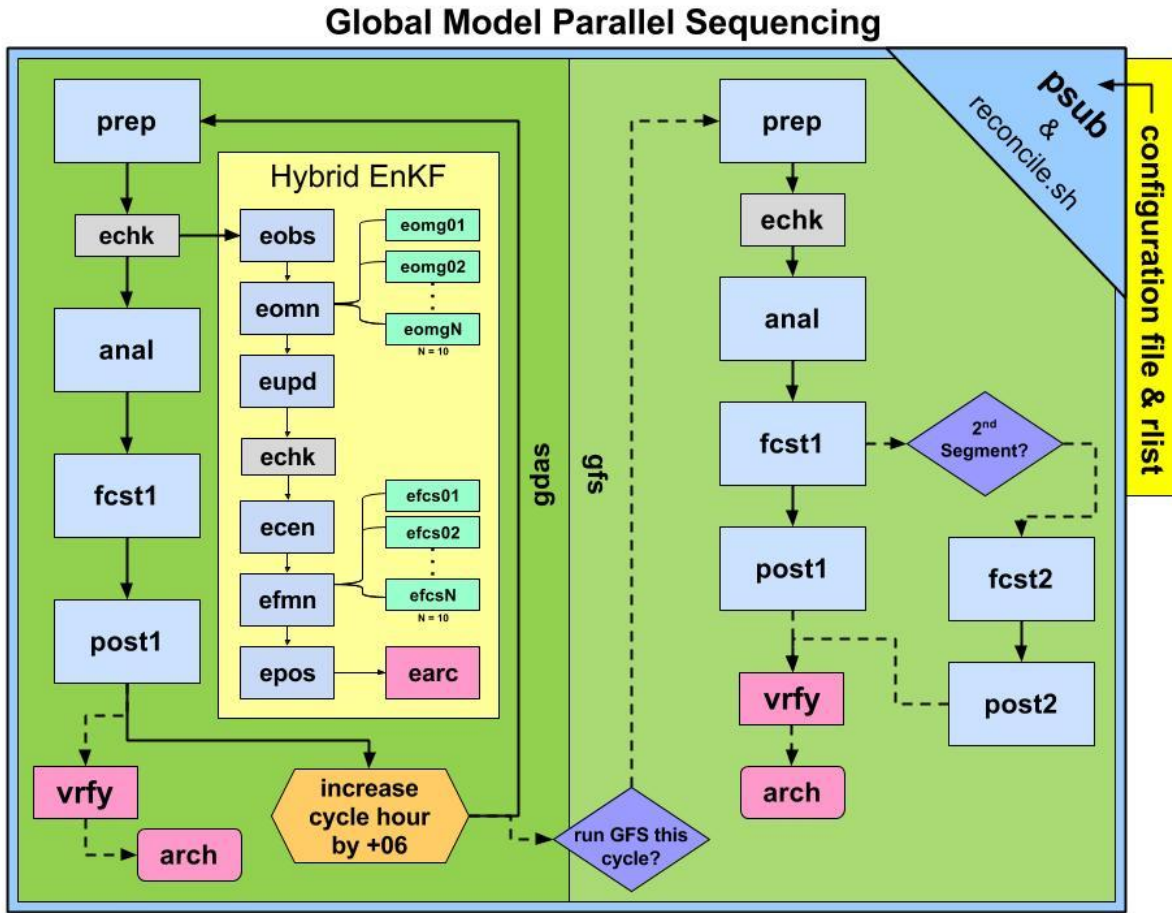 Global Model Parallel Sequencing
prep
echk
anal
fcst1
post1
vrfy
arch
Hybrid EnKF
eobs
eomn
eupd
echk
ecen
efmn
epos
eomg01
eomg02
eomgN
N = 10
efcs01
efcs02
efcsN
N = 10
earc
increase
cycle hour
by +06
gdas
gfs
run GFS this
cycle?
prep
echk
anal
fcst1
post1
vrfy
arch
2nd
Segment?
fcst2
post2
psub
&
reconcile.sh
configuration file & rlist